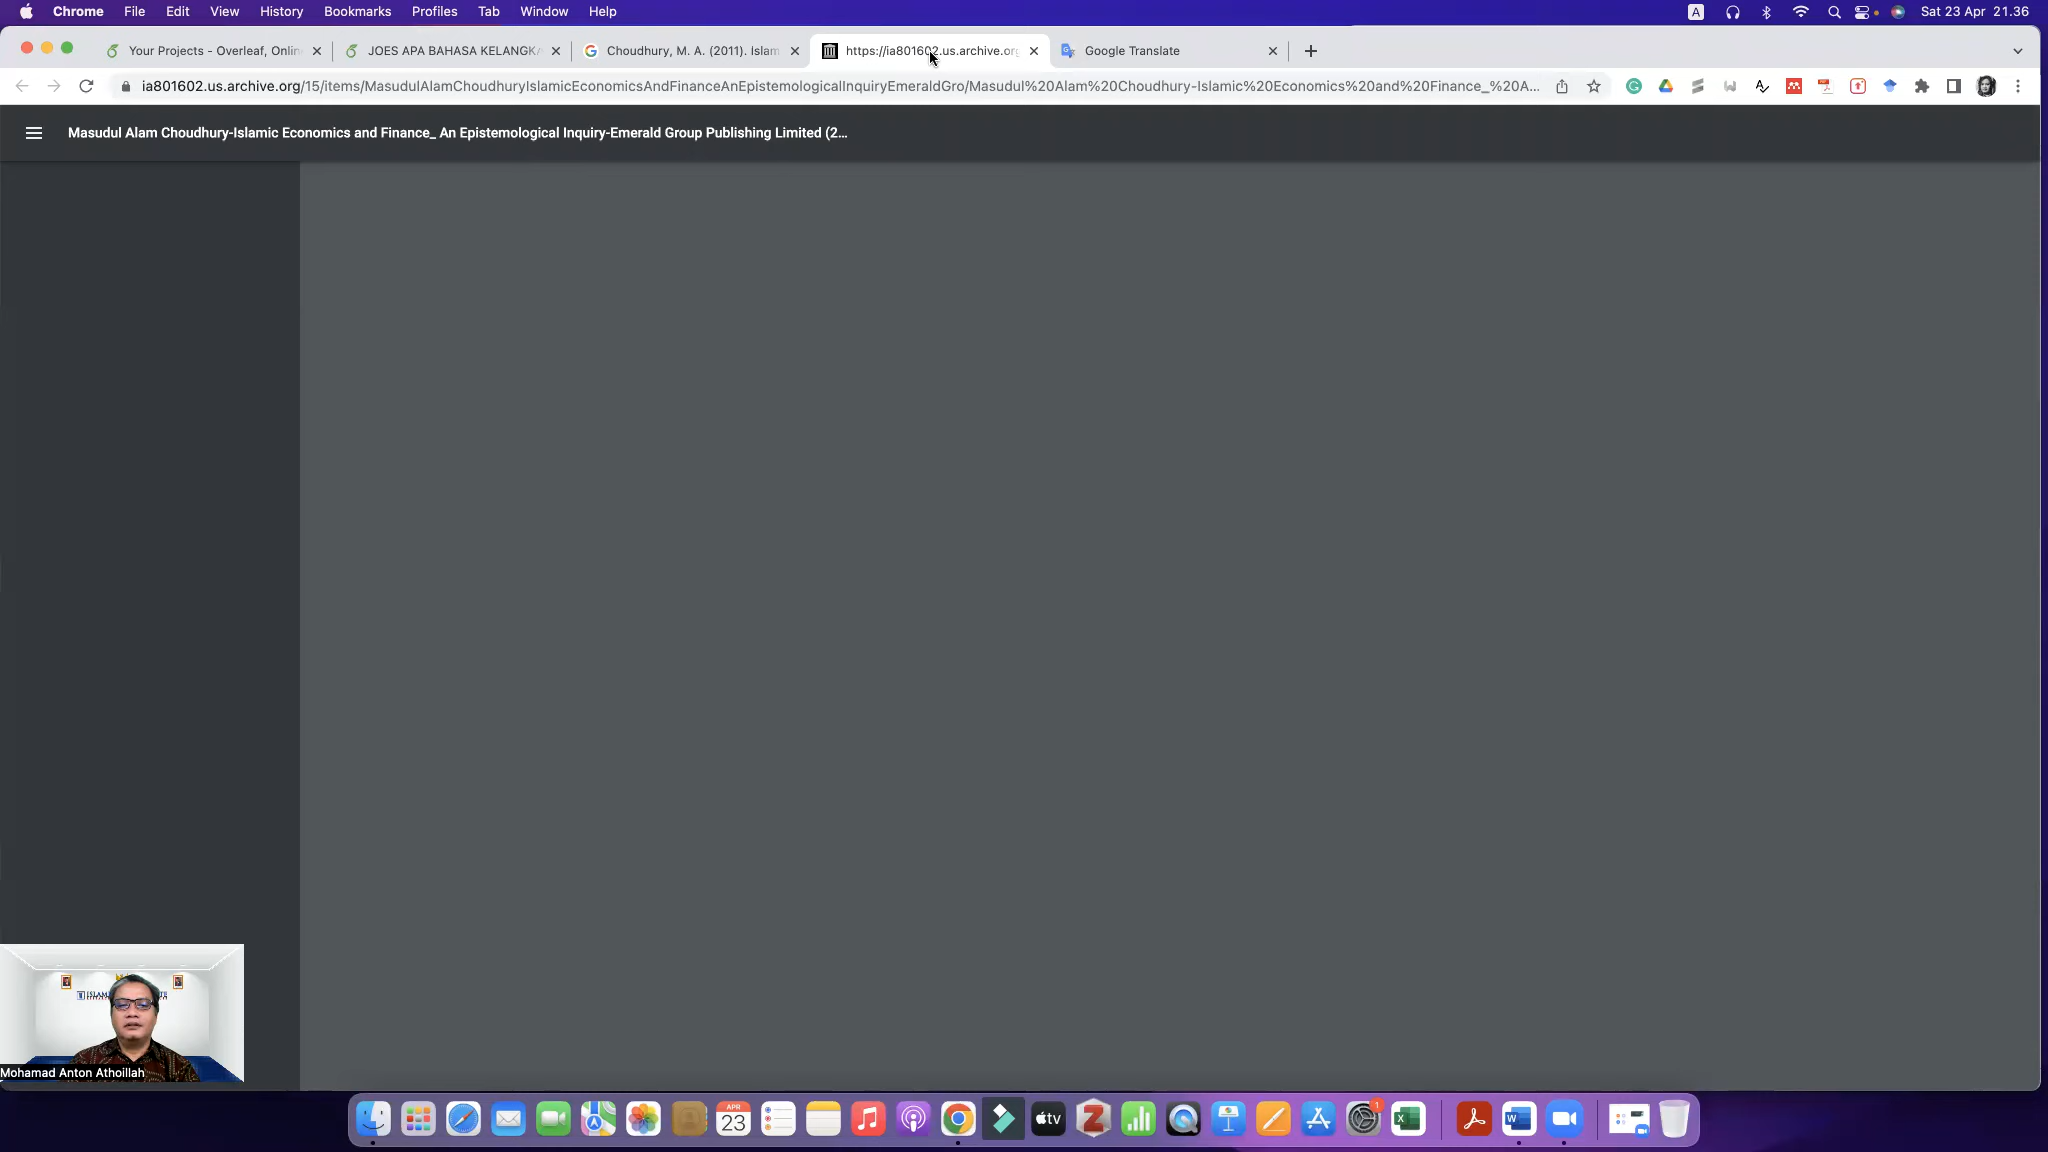 Chrome File Edit View History Bookmarks Profiles Tab Window Help
A
Sat 23 Apr 21.36
Your Projects - Overleaf, Onlin
JOES APA BAHASA KELANGKA
Choudhury, M. A. (2011). Islam
https://ia801602.us.archive.org
Google Translate
ia801602.us.archive.org/15/items/MasudulAlamChoudhuryIslamicEconomicsAndFinanceAnEpistemologicalInquiryEmeraldGro/Masudul%20Alam%20Choudhury-Islamic%20Economics%20and%20Finance_%20A...
Masudul Alam Choudhury-Islamic Economics and Finance_ An Epistemological Inquiry-Emerald Group Publishing Limited (2...
Mohamad Anton Athoillah
APR
23
tv
Z
1